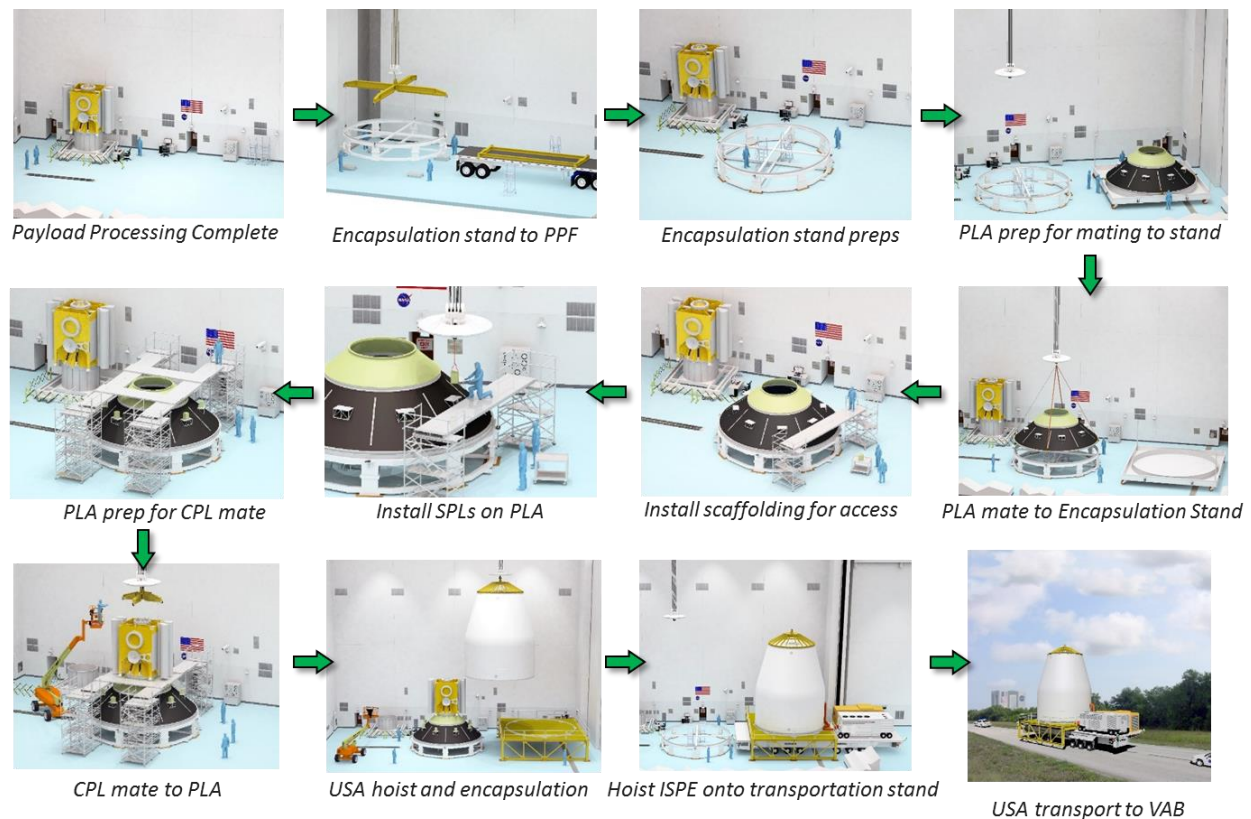 Payload Processing Complete
Encapsulation stand to PPF
Encapsulation stand preps
PLA prep for mating to stand
PLA prep for CPL mate
Install SPLs on PLA
Install scaffolding for access
PLA mate to Encapsulation Stand
CPL mate to PLA
USA hoist and encapsulation
Hoist ISPE onto transportation stand
USA transport to VAB